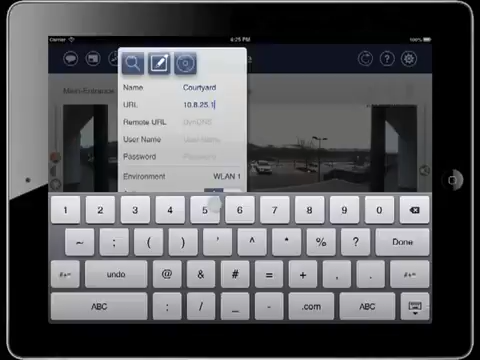 Carrier 4:25 PM 100%
Main-Entrance
Name Courtyard
URL 10.8.25.1
Remote URL DynDNS
User Name User Name
Password Password
Environment WLAN 1
1 2 3 4 5 6 7 8 9 0
~ ; ( ) ' ^ * % ? Done
#+= undo @ & # = + , . #+=
ABC : / _ - .com ABC